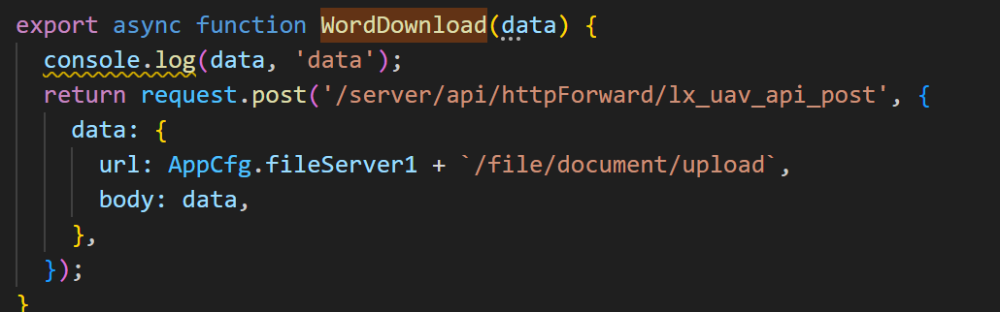 export async function WordDownload(data) {
console.log(data, 'data');
return request.post('/server/api/httpForward/lx_uav_api_post', {
data: {
url: AppCfg.fileServer1 + `/file/document/upload`,
body: data,
},
});
}